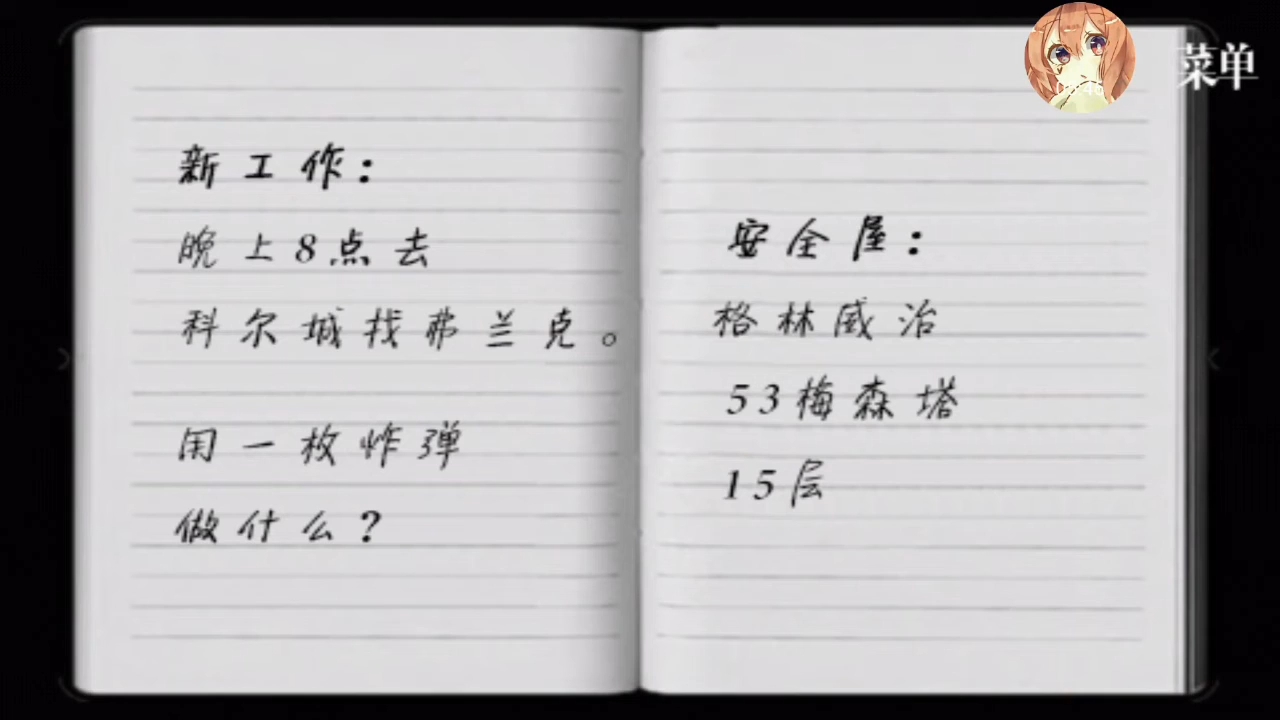 菜单
新工作：
晚上8点去
科尔城找弗兰克。
用一枚炸弹
做什么？
安全屋：
格林威治
53梅森塔
15层